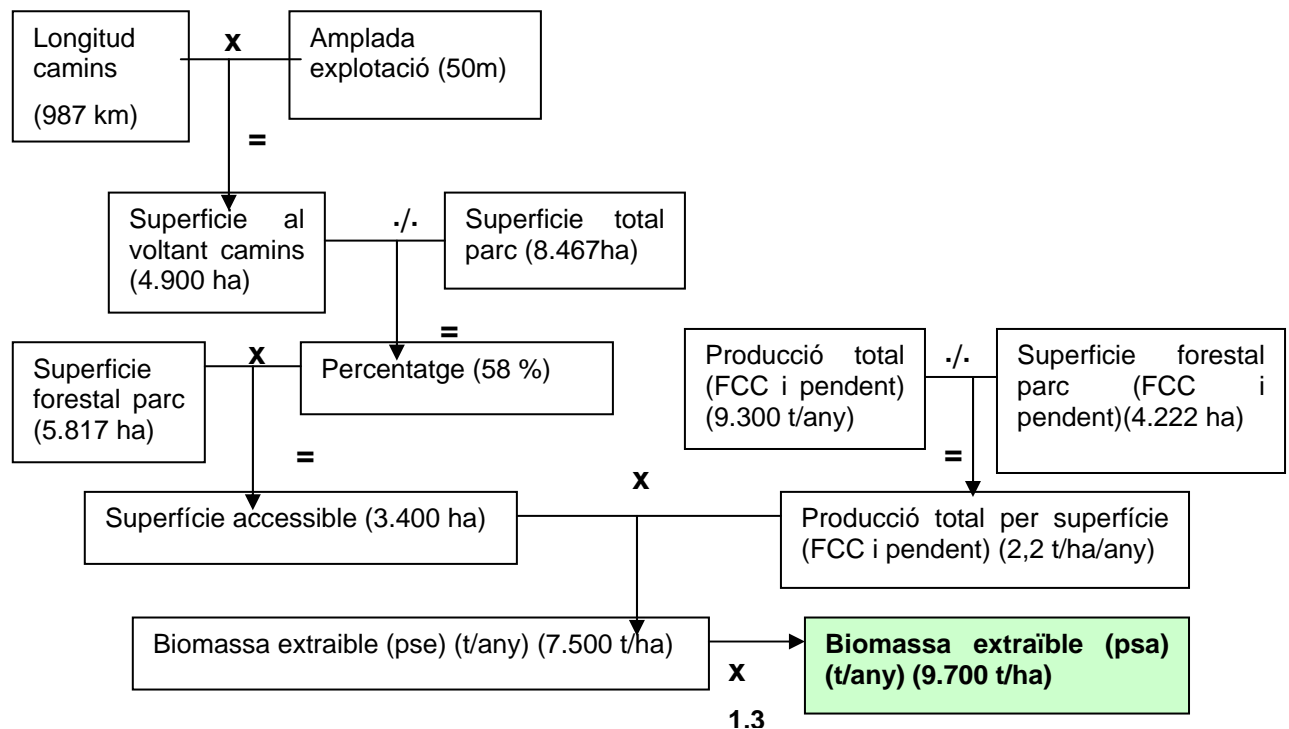 Longitud
camins
(987 km)
x
Amplada
explotació (50m)
=
Superficie al
voltant camins
(4.900 ha)
./.
Superficie total
parc (8.467ha)
=
Superficie
forestal parc
(5.817 ha)
x
Percentatge (58 %)
Producció total
(FCC i pendent)
(9.300 t/any)
./.
Superficie forestal
parc (FCC i
pendent)(4.222 ha)
=
=
x
Superfície accessible (3.400 ha)
Producció total per superfície
(FCC i pendent) (2,2 t/ha/any)
Biomassa extraible (pse) (t/any) (7.500 t/ha)
x
1.3
Biomassa extraïble (psa)
(t/any) (9.700 t/ha)